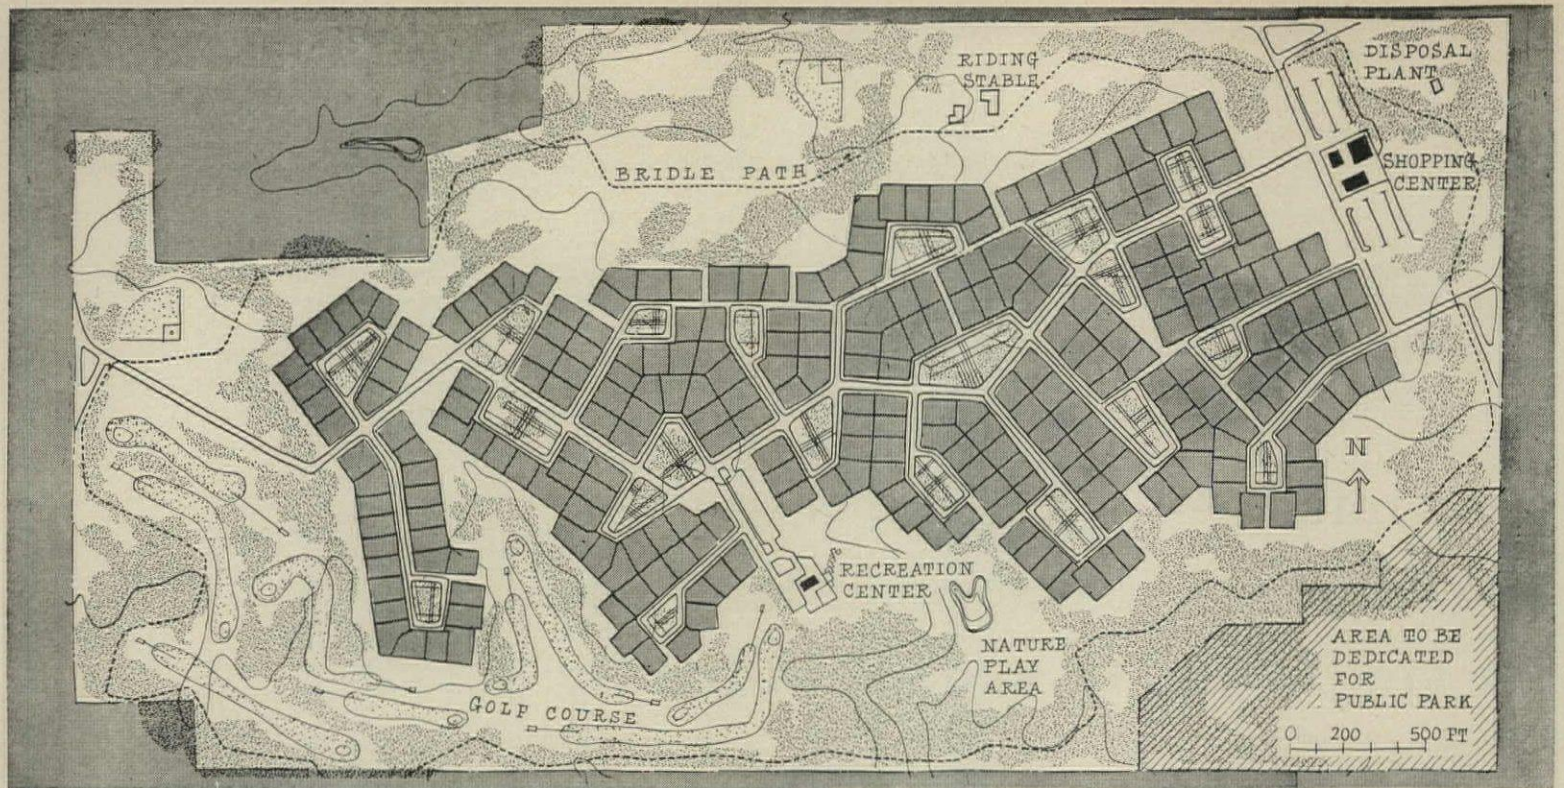 RIDING
STABLE
DISPOSAL
PLANT
BRIDLE PATH
SHOPPING
CENTER
N
RECREATION
CENTER
NATURE
PLAY
AREA
GOLF COURSE
AREA TO BE
DEDICATED
FOR
PUBLIC PARK
0 200 500 FT